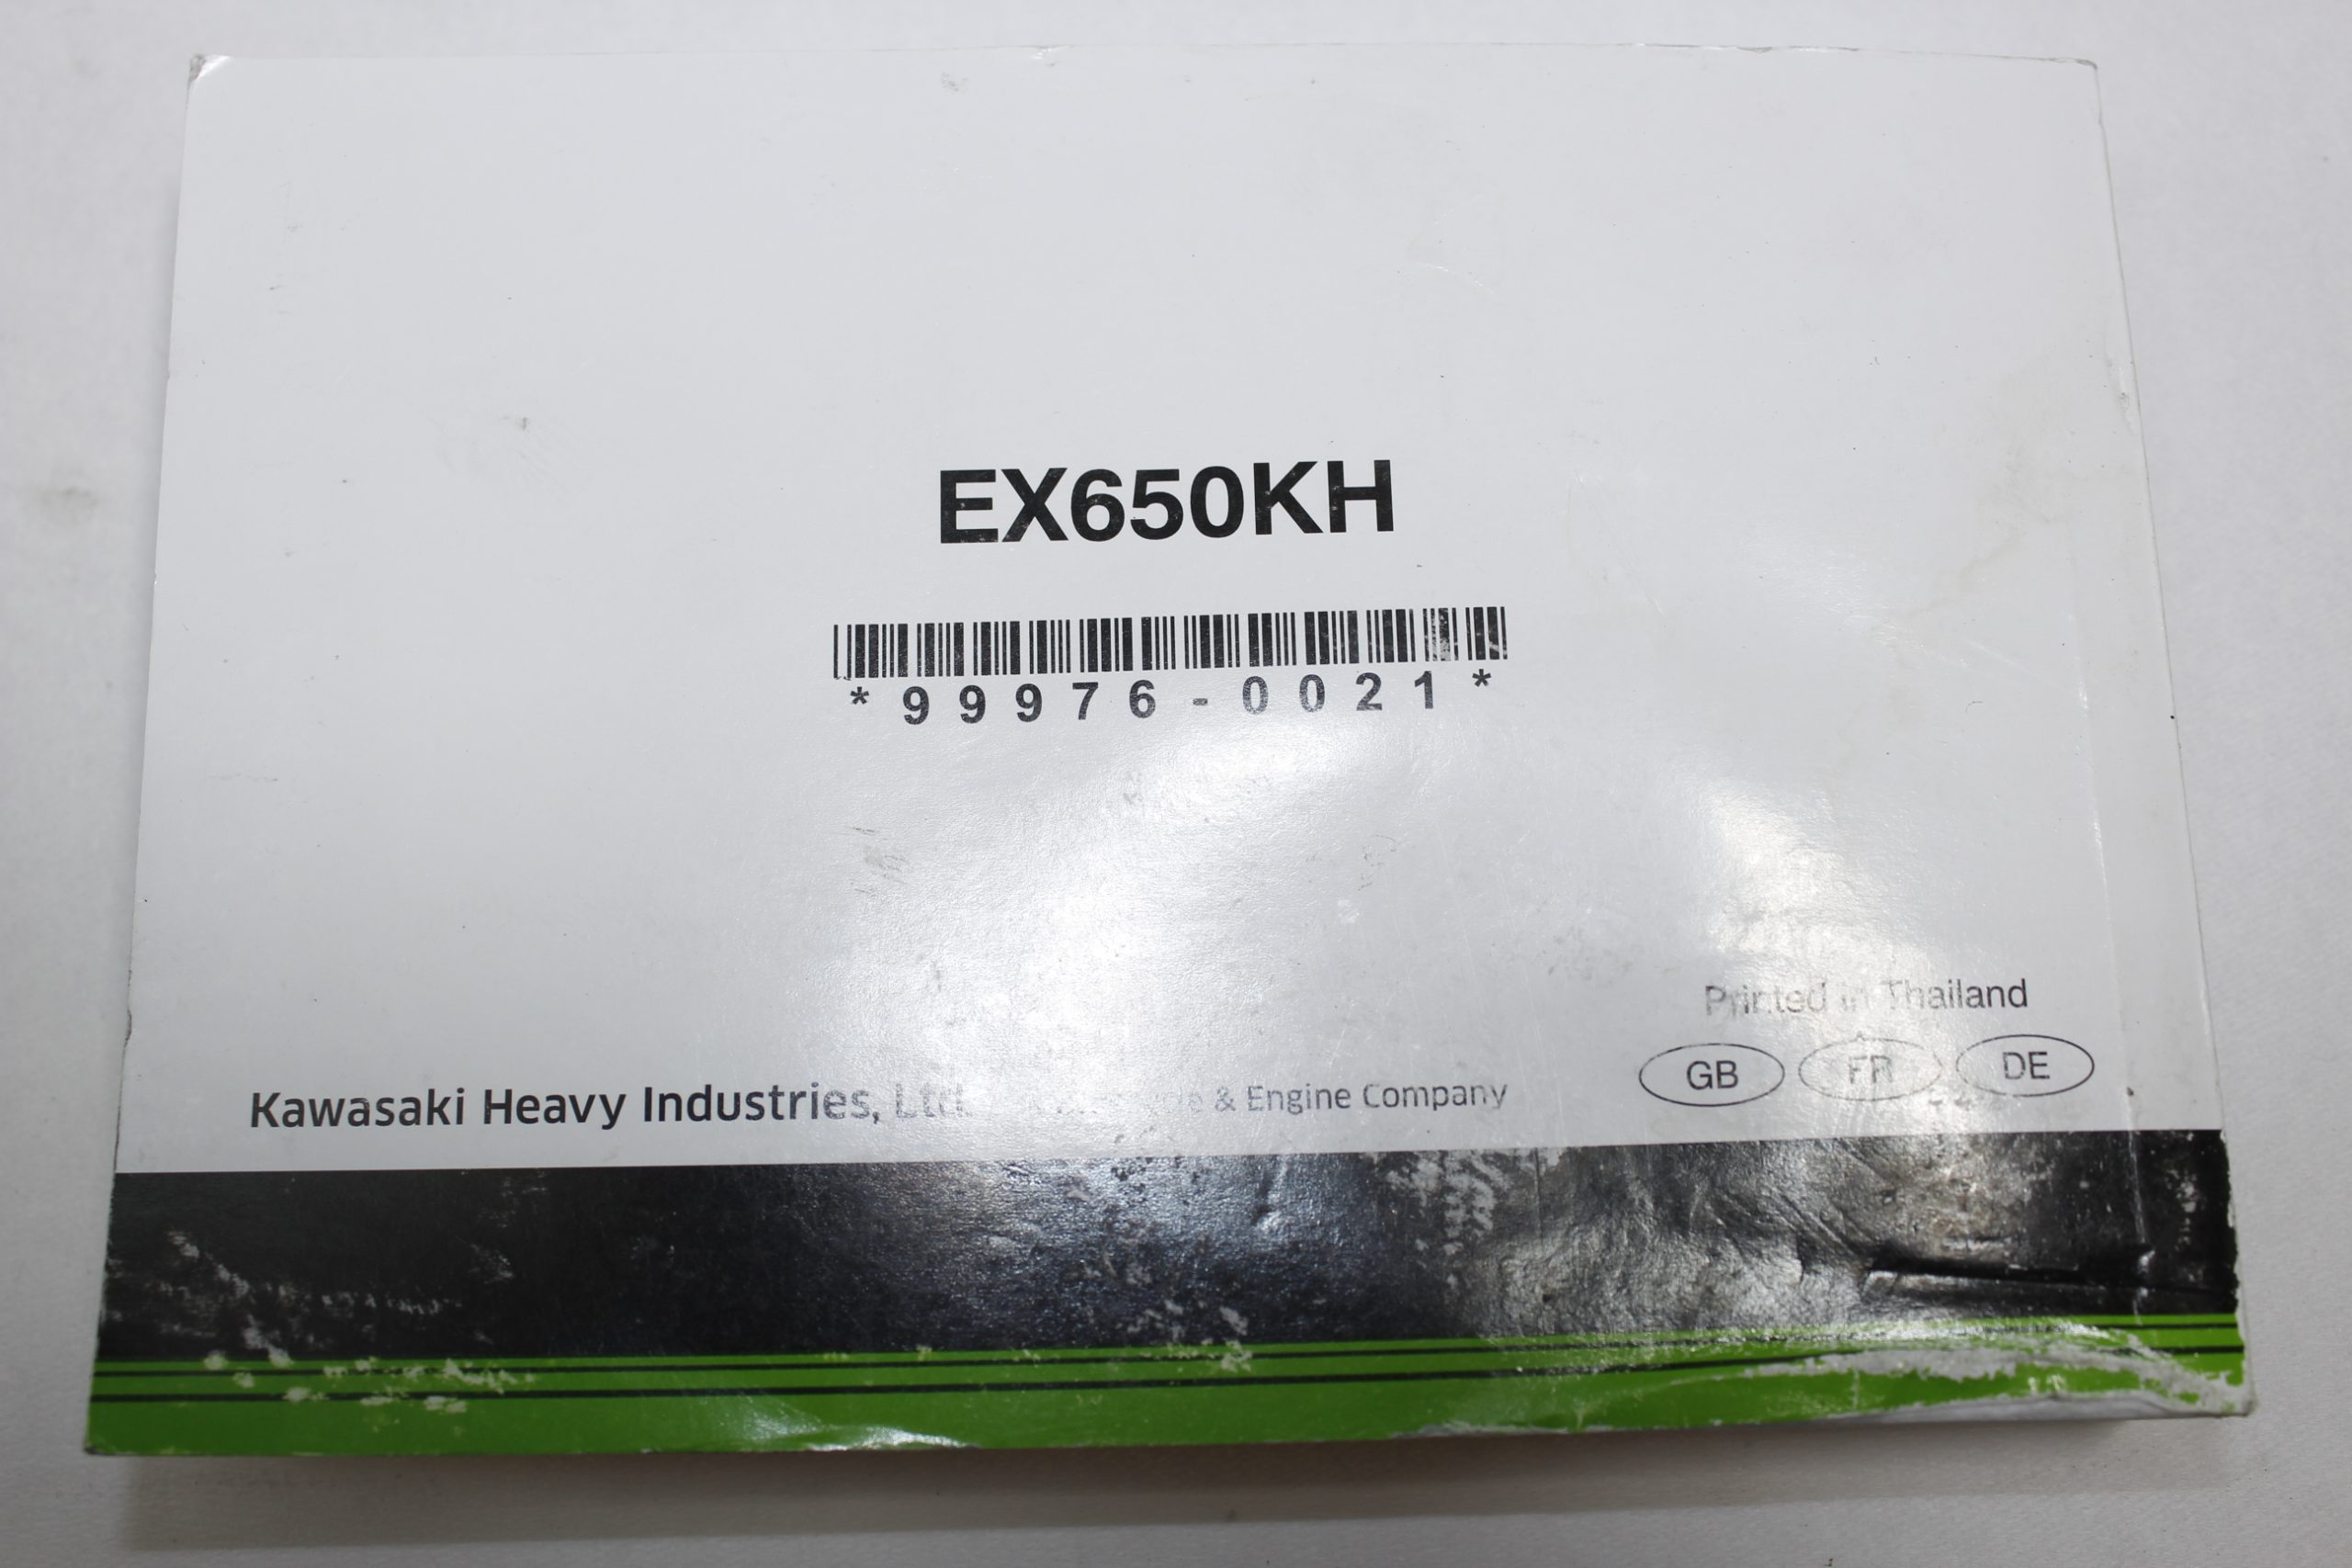 EX650KH
*99976-0021*
Printed in Thailand
GB FR DE
Kawasaki Heavy Industries, Ltd. & Engine Company